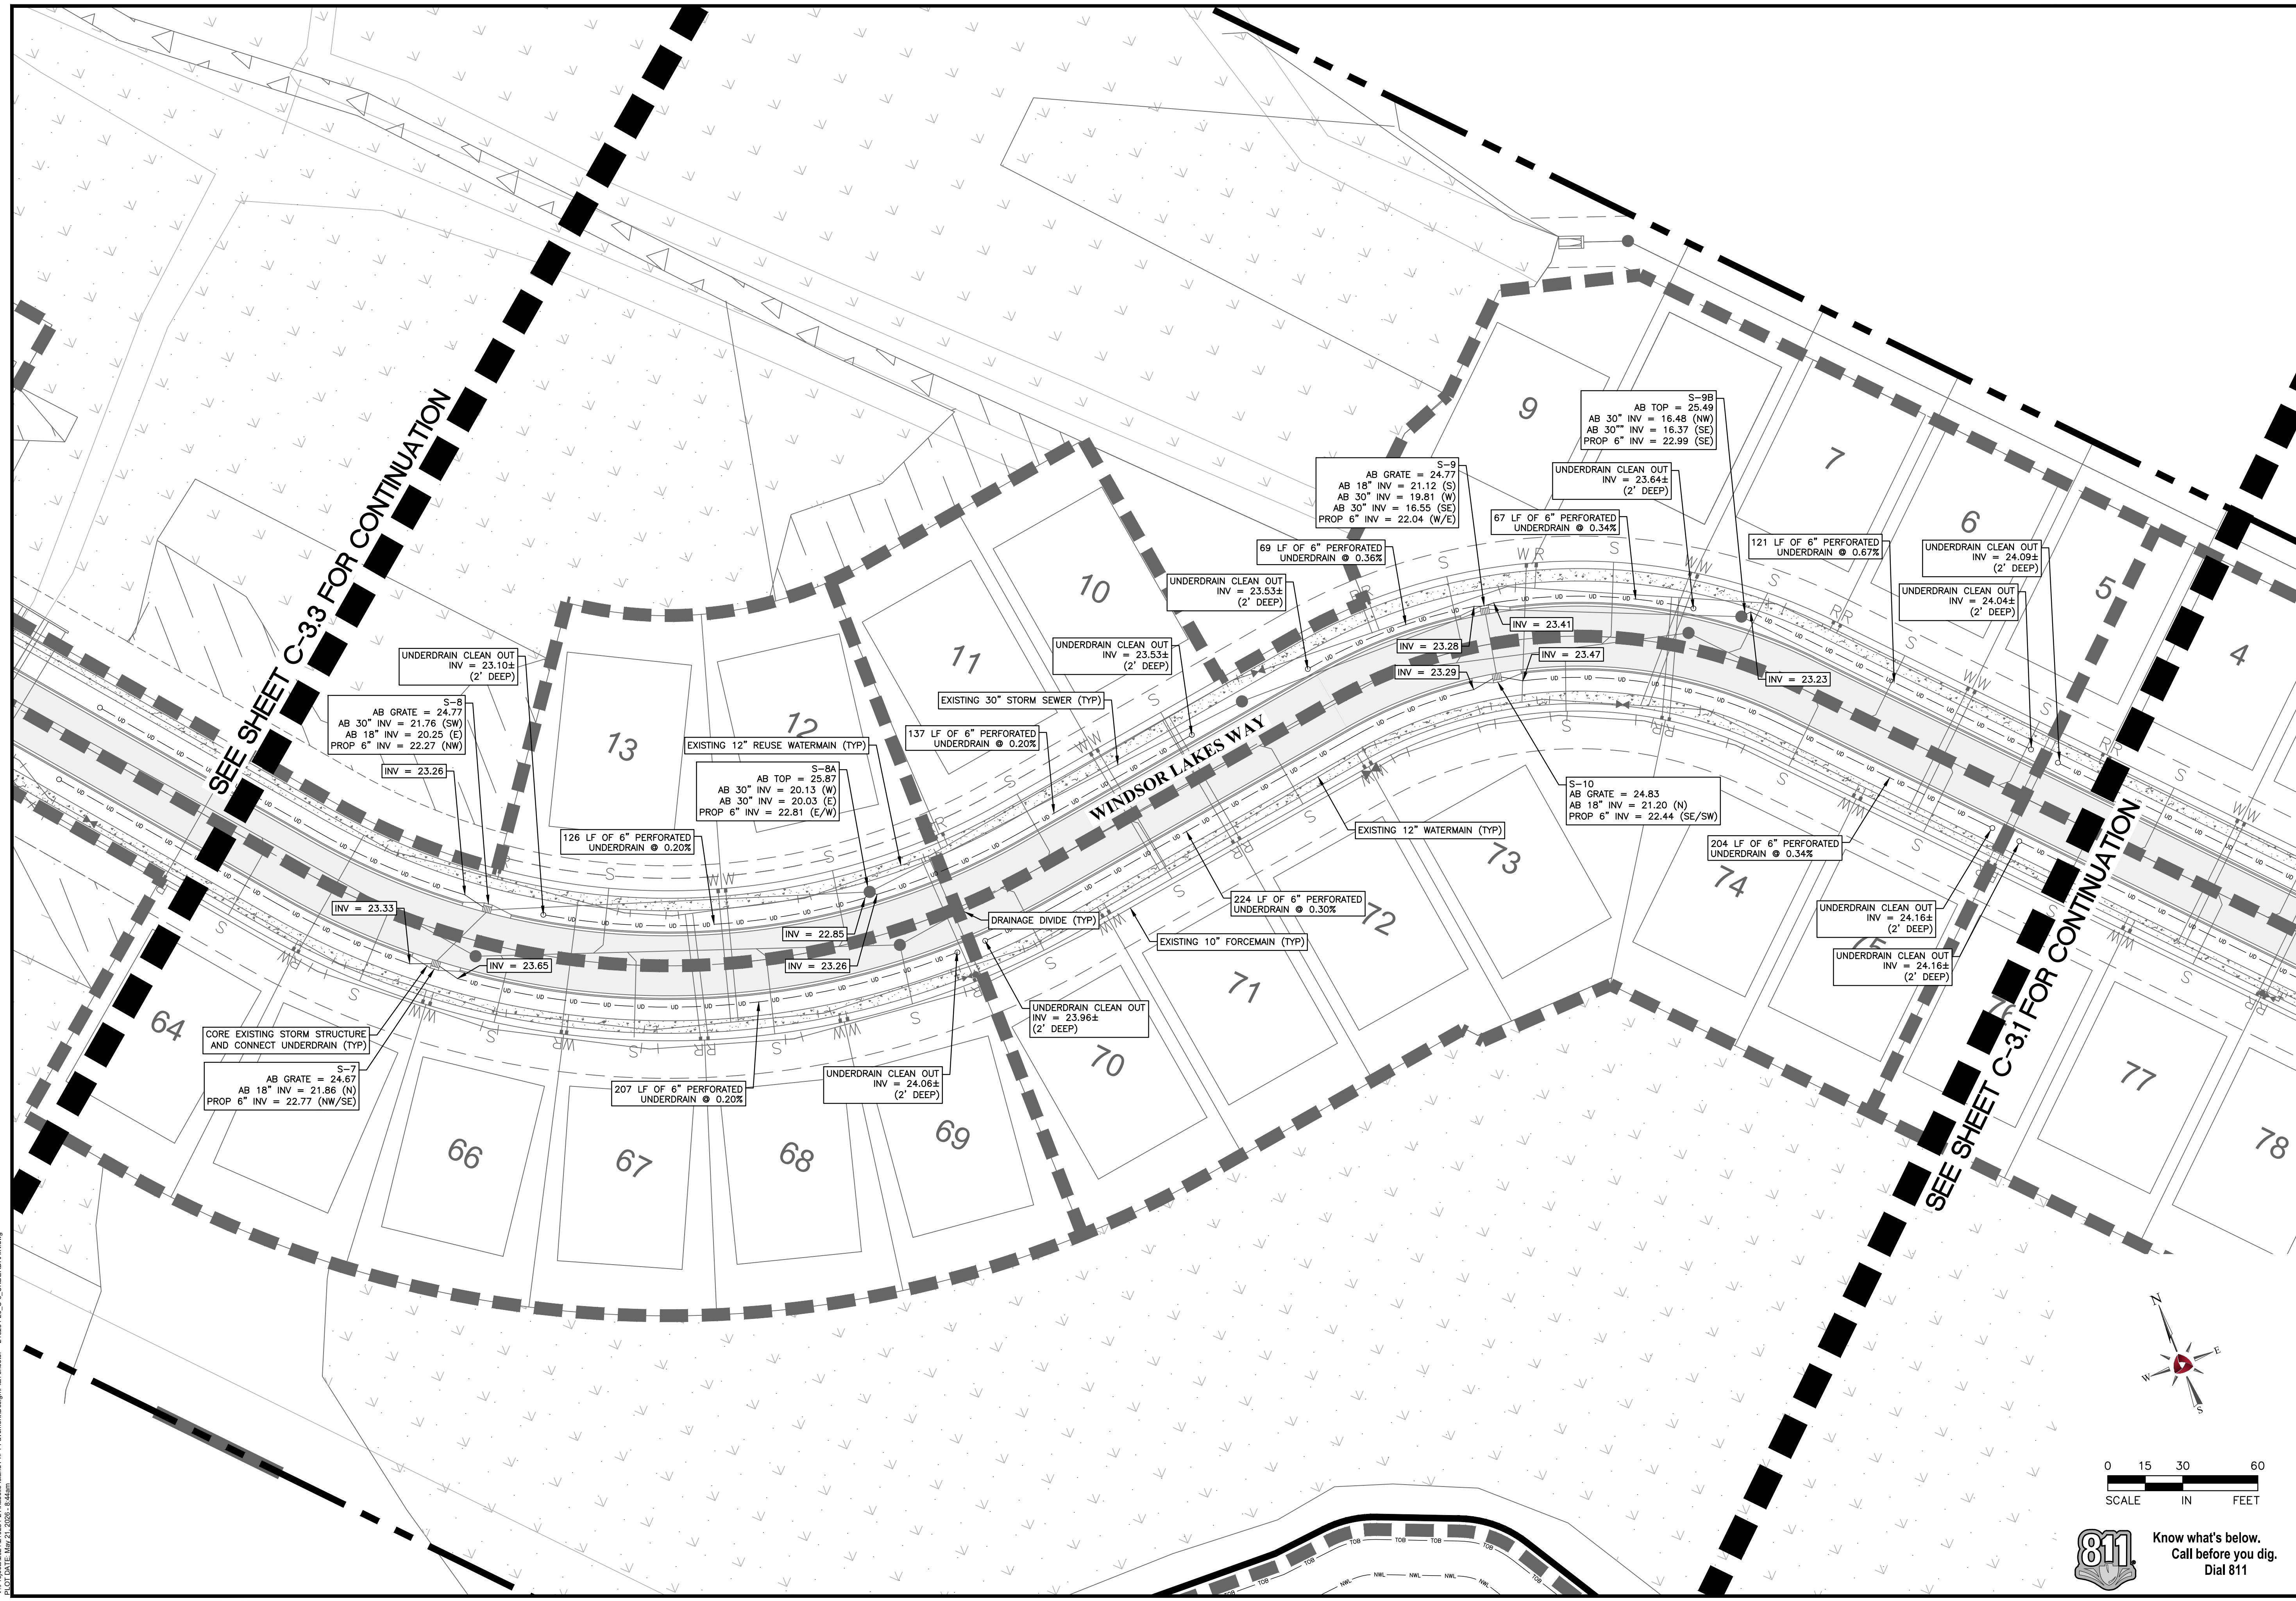 SEE SHEET C-3.3 FOR CONTINUATION
UNDERDRAIN CLEAN OUT
INV = 23.10±
(2' DEEP)
S-8
AB GRATE = 24.77
AB 30" INV = 21.76 (SW)
AB 18" INV = 20.25 (E)
PROP 6" INV = 22.27 (NW)
INV = 23.26
INV = 23.33
INV = 23.65
CORE EXISTING STORM STRUCTURE
AND CONNECT UNDERDRAIN (TYP)
S-7
AB GRATE = 24.67
AB 18" INV = 21.86 (N)
PROP 6" INV = 22.77 (NW/SE)
126 LF OF 6" PERFORATED
UNDERDRAIN @ 0.20%
EXISTING 12" REUSE WATERMAIN (TYP)
S-8A
AB TOP = 25.87
AB 30" INV = 20.13 (W)
AB 30" INV = 20.03 (E)
PROP 6" INV = 22.81 (E/W)
INV = 22.85
INV = 23.26
207 LF OF 6" PERFORATED
UNDERDRAIN @ 0.20%
UNDERDRAIN CLEAN OUT
INV = 24.06±
(2' DEEP)
UNDERDRAIN CLEAN OUT
INV = 23.96±
(2' DEEP)
DRAINAGE DIVIDE (TYP)
137 LF OF 6" PERFORATED
UNDERDRAIN @ 0.20%
EXISTING 30" STORM SEWER (TYP)
UNDERDRAIN CLEAN OUT
INV = 23.53±
(2' DEEP)
UNDERDRAIN CLEAN OUT
INV = 23.53±
(2' DEEP)
69 LF OF 6" PERFORATED
UNDERDRAIN @ 0.36%
S-9
AB GRATE = 24.77
AB 18" INV = 21.12 (S)
AB 30" INV = 19.81 (W)
AB 30" INV = 16.55 (SE)
PROP 6" INV = 22.04 (W/E)
67 LF OF 6" PERFORATED
UNDERDRAIN @ 0.34%
UNDERDRAIN CLEAN OUT
INV = 23.64±
(2' DEEP)
S-9B
AB TOP = 25.49
AB 30" INV = 16.48 (NW)
AB 30"" INV = 16.37 (SE)
PROP 6" INV = 22.99 (SE)
121 LF OF 6" PERFORATED
UNDERDRAIN @ 0.67%
UNDERDRAIN CLEAN OUT
INV = 24.09±
(2' DEEP)
UNDERDRAIN CLEAN OUT
INV = 24.04±
(2' DEEP)
INV = 23.41
INV = 23.28
INV = 23.47
INV = 23.29
INV = 23.23
WINDSOR LAKES WAY
EXISTING 12" WATERMAIN (TYP)
224 LF OF 6" PERFORATED
UNDERDRAIN @ 0.30%
EXISTING 10" FORCEMAIN (TYP)
S-10
AB GRATE = 24.83
AB 18" INV = 21.20 (N)
PROP 6" INV = 22.44 (SE/SW)
204 LF OF 6" PERFORATED
UNDERDRAIN @ 0.34%
UNDERDRAIN CLEAN OUT
INV = 24.16±
(2' DEEP)
UNDERDRAIN CLEAN OUT
INV = 24.16±
(2' DEEP)
SEE SHEET C-3.1 FOR CONTINUATION
13
12
11
10
9
7
6
5
4
64
66
67
68
69
70
71
72
73
74
77
78
N
E
W
S
0 15 30 60
SCALE IN FEET
811
Know what's below.
Call before you dig.
Dial 811
TOB TOB TOB TOB TOB TOB TOB
NWL NWL NWL NWL NWL
PLOT DATE: May 21, 2026 - 8:44am